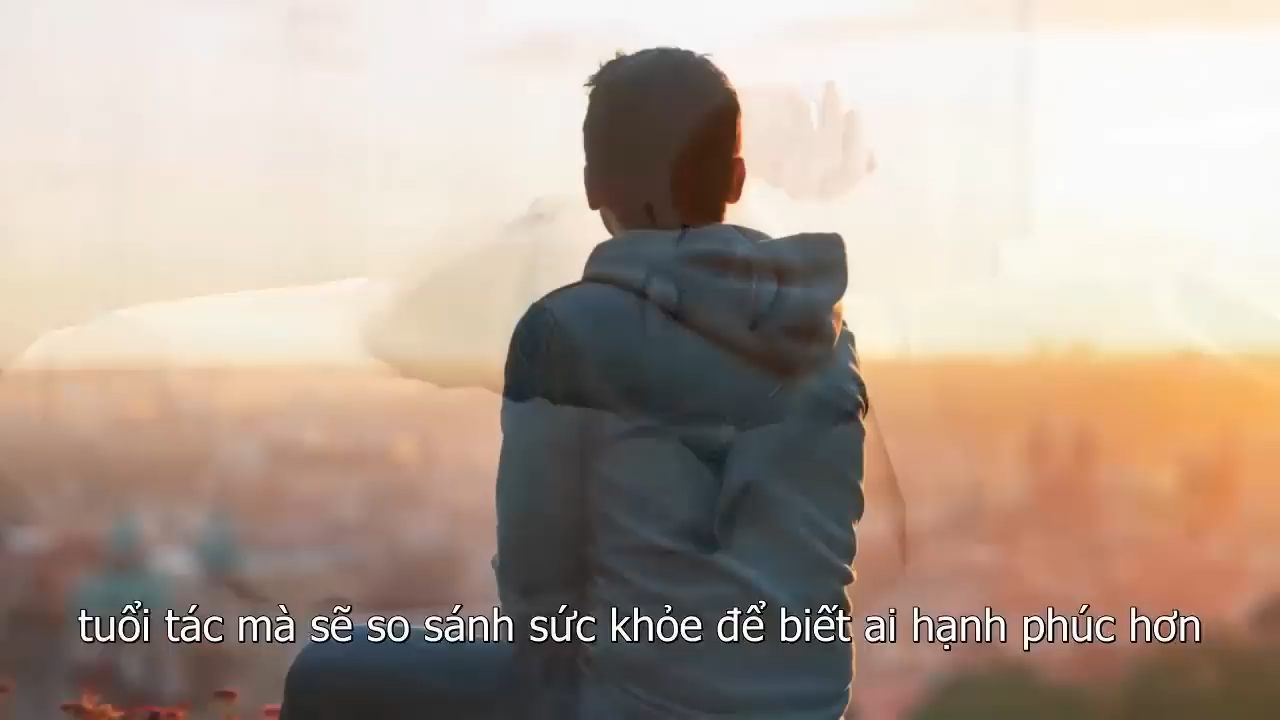 tuổi tác mà sẽ so sánh sức khỏe để biết ai hạnh phúc hơn